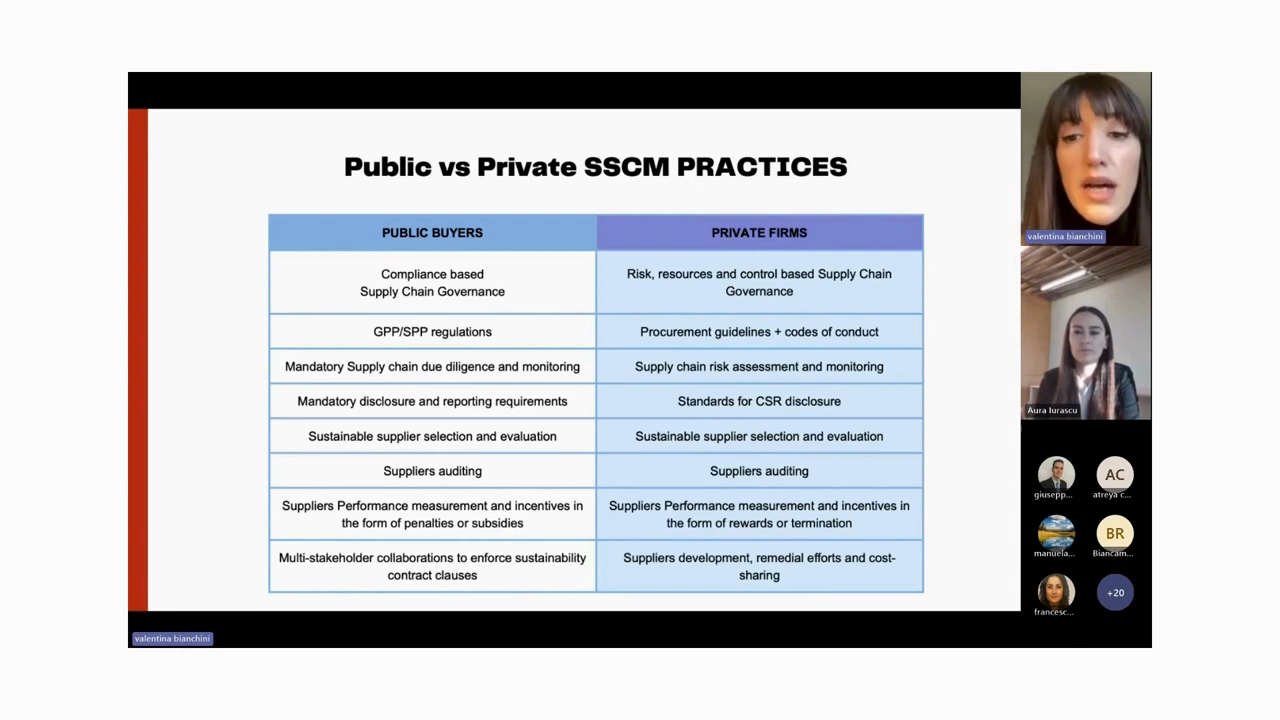 Public vs Private SSCM PRACTICES
PUBLIC BUYERS
PRIVATE FIRMS
Compliance based
Supply Chain Governance
Risk, resources and control based Supply Chain
Governance
GPP/SPP regulations
Procurement guidelines + codes of conduct
Mandatory Supply chain due diligence and monitoring
Supply chain risk assessment and monitoring
Mandatory disclosure and reporting requirements
Standards for CSR disclosure
Sustainable supplier selection and evaluation
Sustainable supplier selection and evaluation
Suppliers auditing
Suppliers auditing
Suppliers Performance measurement and incentives in
the form of penalties or subsidies
Suppliers Performance measurement and incentives in
the form of rewards or termination
Multi-stakeholder collaborations to enforce sustainability
contract clauses
Suppliers development, remedial efforts and cost-
sharing
valentina bianchini
valentina bianchini
Aura Iurascu
AC
giusepp...
atreya c...
BR
manuela...
Biancam...
+20
francesc...